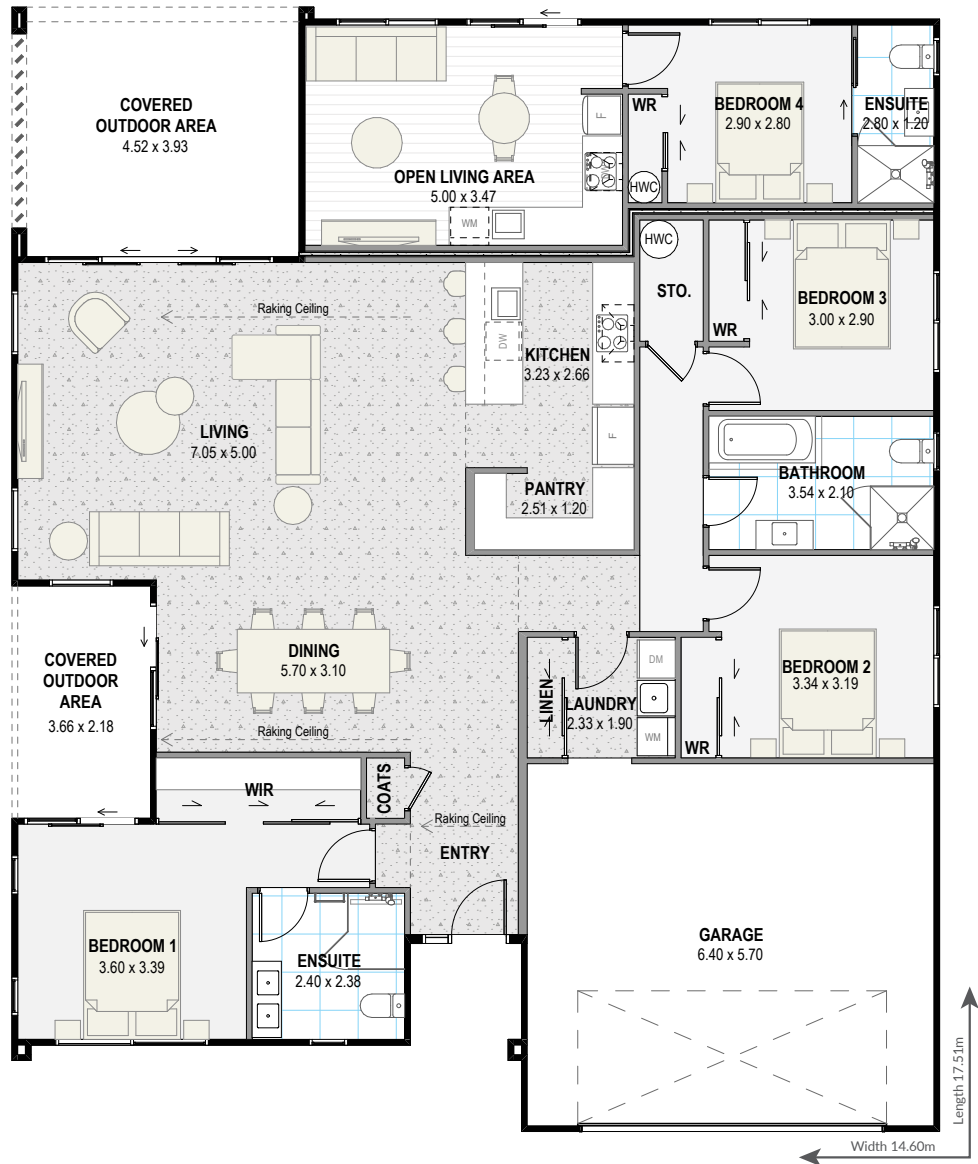 COVERED
OUTDOOR AREA
4.52 x 3.93
OPEN LIVING AREA
5.00 x 3.47
F
WM
WR
HWC
BEDROOM 4
2.90 x 2.80
ENSUITE
2.80 x 1.20
HWC
STO.
WR
BEDROOM 3
3.00 x 2.90
Raking Ceiling
DW
KITCHEN
3.23 x 2.66
F
LIVING
7.05 x 5.00
PANTRY
2.51 x 1.20
BATHROOM
3.54 x 2.10
COVERED
OUTDOOR
AREA
3.66 x 2.18
DINING
5.70 x 3.10
Raking Ceiling
LINEN
LAUNDRY
2.33 x 1.90
DM
WM
WR
BEDROOM 2
3.34 x 3.19
WIR
COATS
Raking Ceiling
ENTRY
BEDROOM 1
3.60 x 3.39
ENSUITE
2.40 x 2.38
GARAGE
6.40 x 5.70
Length 17.51m
Width 14.60m